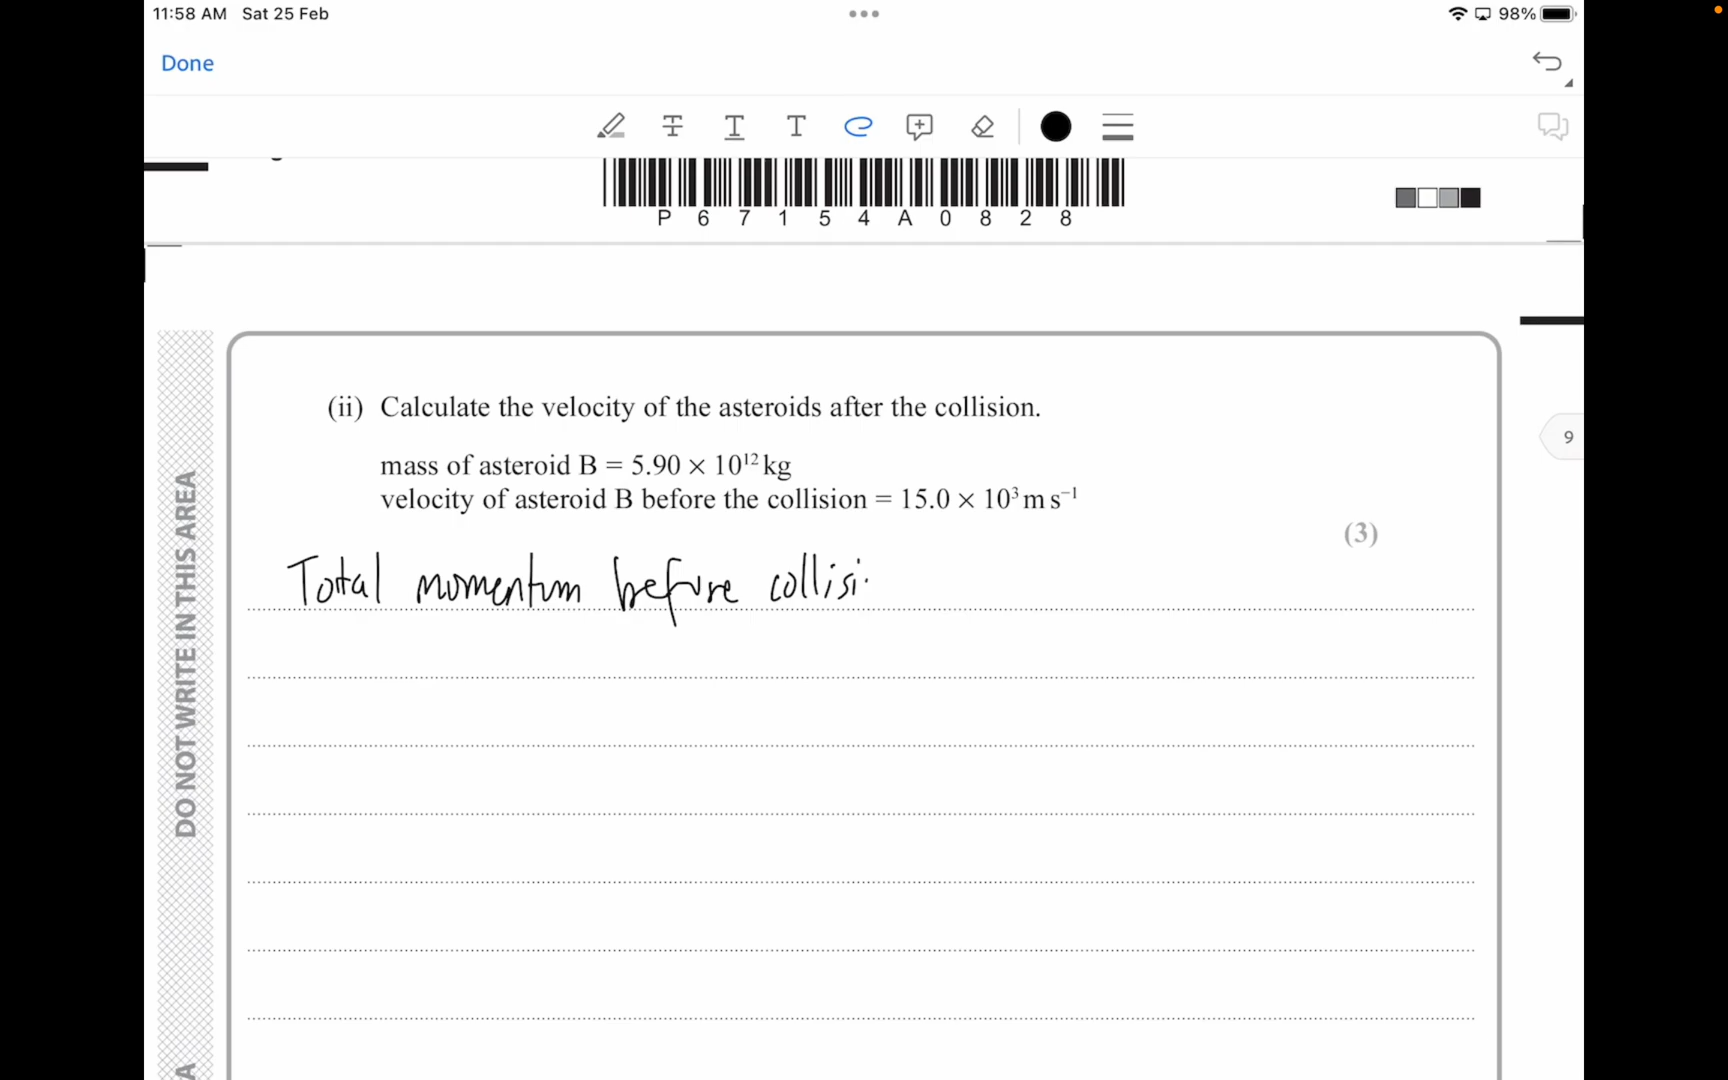 11:58 AM Sat 25 Feb
98%
Done
T T T
P 6 7 1 5 4 A 0 8 2 8
(ii) Calculate the velocity of the asteroids after the collision.
9
mass of asteroid B = 5.90 × 10¹² kg
velocity of asteroid B before the collision = 15.0 × 10³ m s⁻¹
(3)
Total momentum before collisi
DO NOT WRITE IN THIS AREA
A